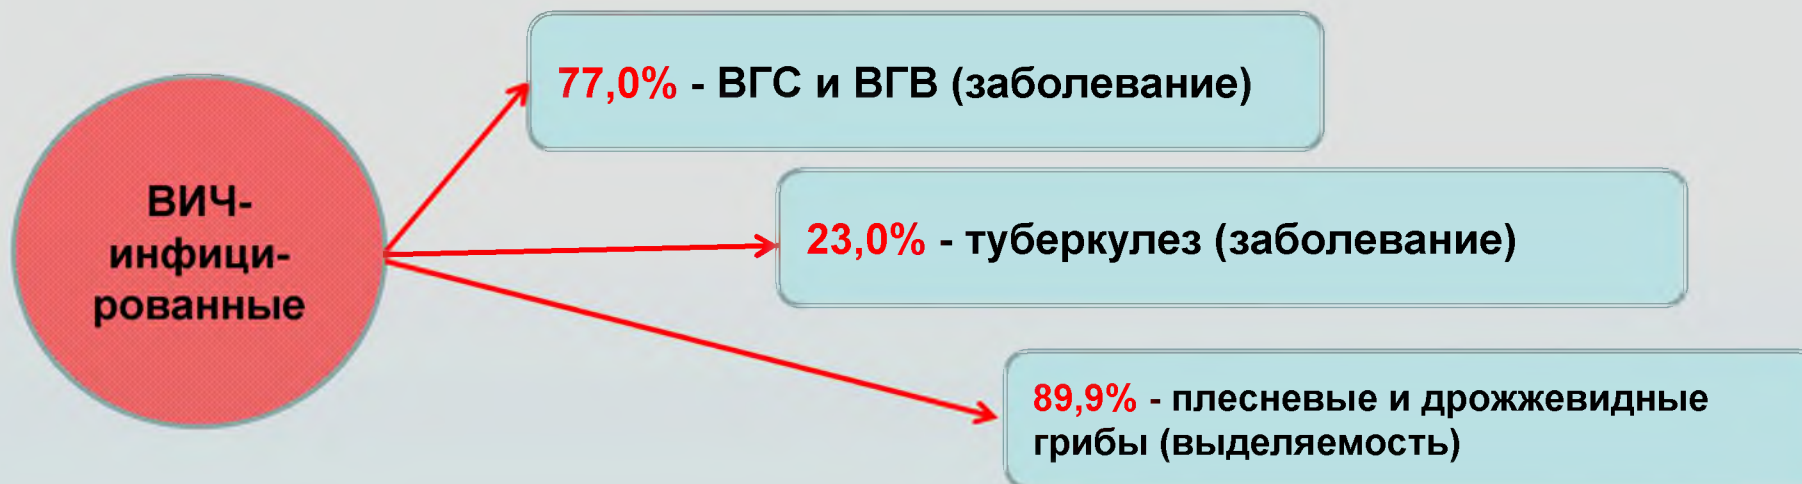 ВИЧ-
инфици-
рованные
77,0% - ВГС и ВГВ (заболевание)
23,0% - туберкулез (заболевание)
89,9% - плесневые и дрожжевидные
грибы (выделяемость)